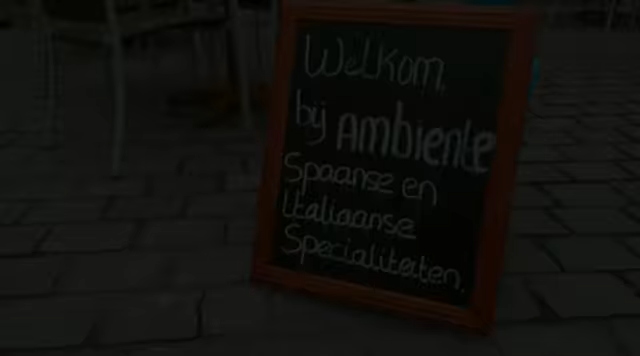 Welkom,
bij Ambiente
Spaanse en
Italiaanse
Specialiteiten.